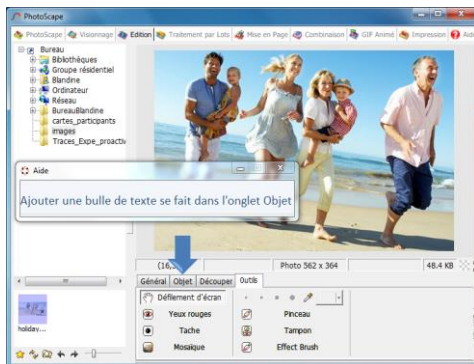 PhotoScape
PhotoScape Visionnage Edition Traitement par Lots Mise en Page Combinaison GIF Animé Impression Aide
Bureau
Bibliothèques
Groupe résidentiel
Blandine
Ordinateur
Réseau
BureauBlandine
cartes_participants
images
Traces_Expe_proactiv
Aide
Ajouter une bulle de texte se fait dans l'onglet Objet
Photo 562 x 364
48.4 KB
Général Objet Découper Outils
Défilement d'écran
Yeux rouges Pinceau
Tache Tampon
Mosaïque Effect Brush
holiday...